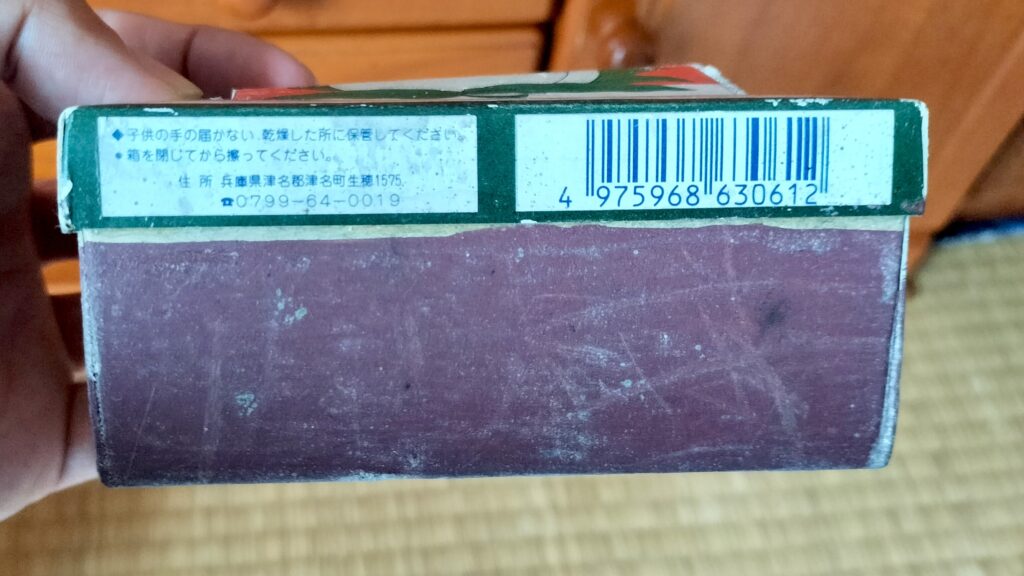 ◆子供の手の届かない、乾燥した所に保管してください。
●箱を閉じてから擦ってください。
住所 兵庫県津名郡津名町生穂1575.
☎0799-64-0019
4 975968 630612